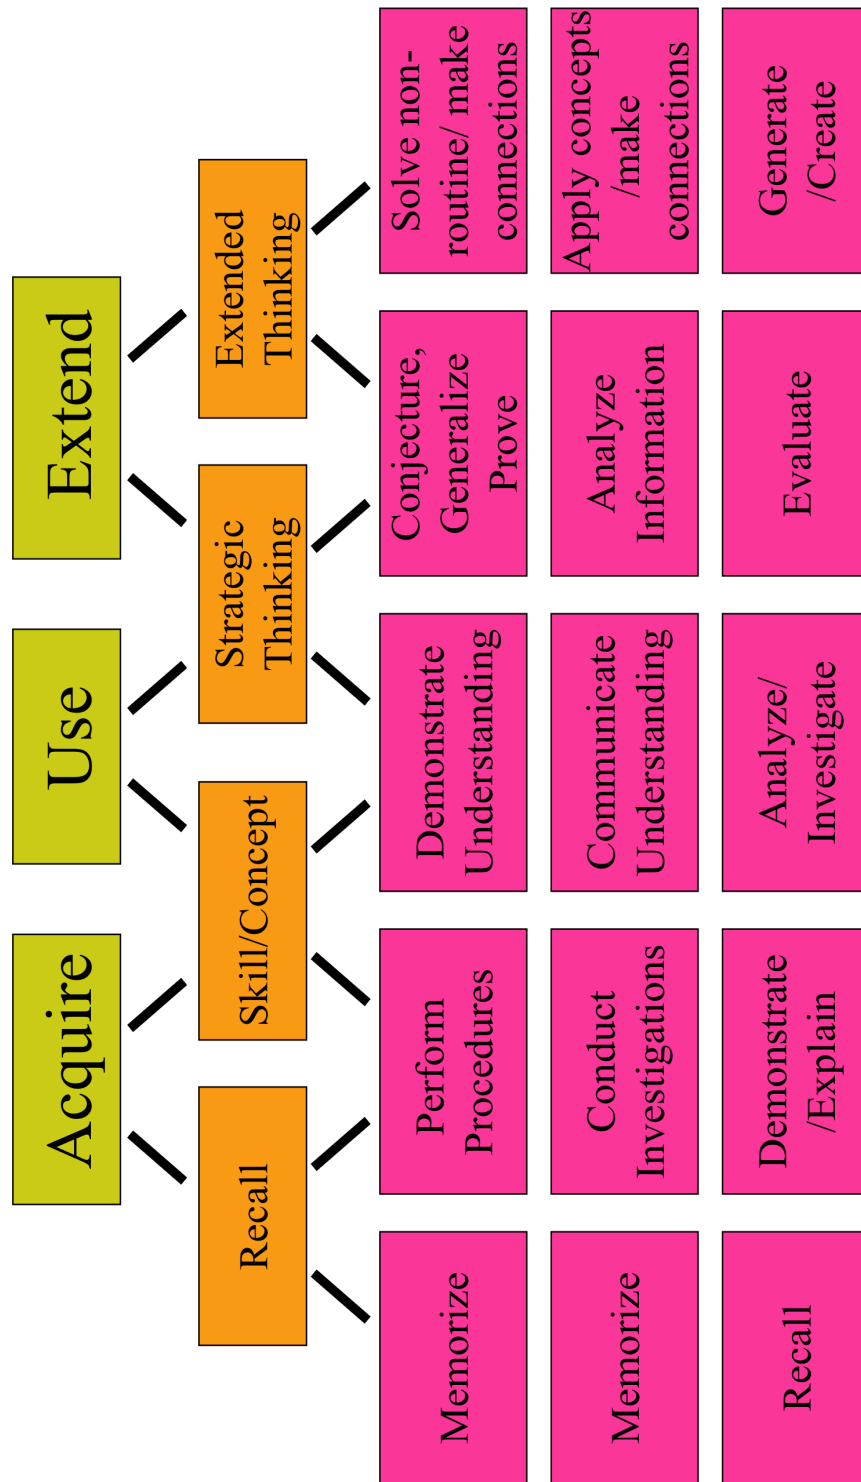 Acquire
Use
Extend
Recall
Skill/Concept
Strategic
Thinking
Extended
Thinking
Memorize
Perform
Procedures
Demonstrate
Understanding
Conjecture,
Generalize
Prove
Solve non-
routine/ make
connections
Memorize
Conduct
Investigations
Communicate
Understanding
Analyze
Information
Apply concepts
/make
connections
Recall
Demonstrate
/Explain
Analyze/
Investigate
Evaluate
Generate
/Create